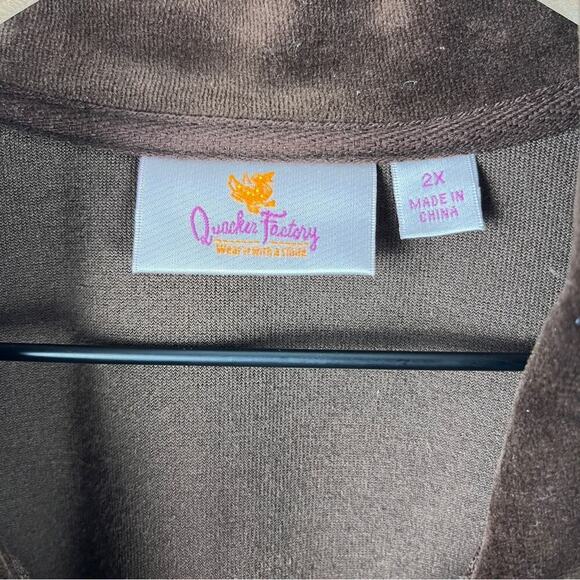 Quacker Factory
Wear it with a smile
2X
MADE IN
CHINA